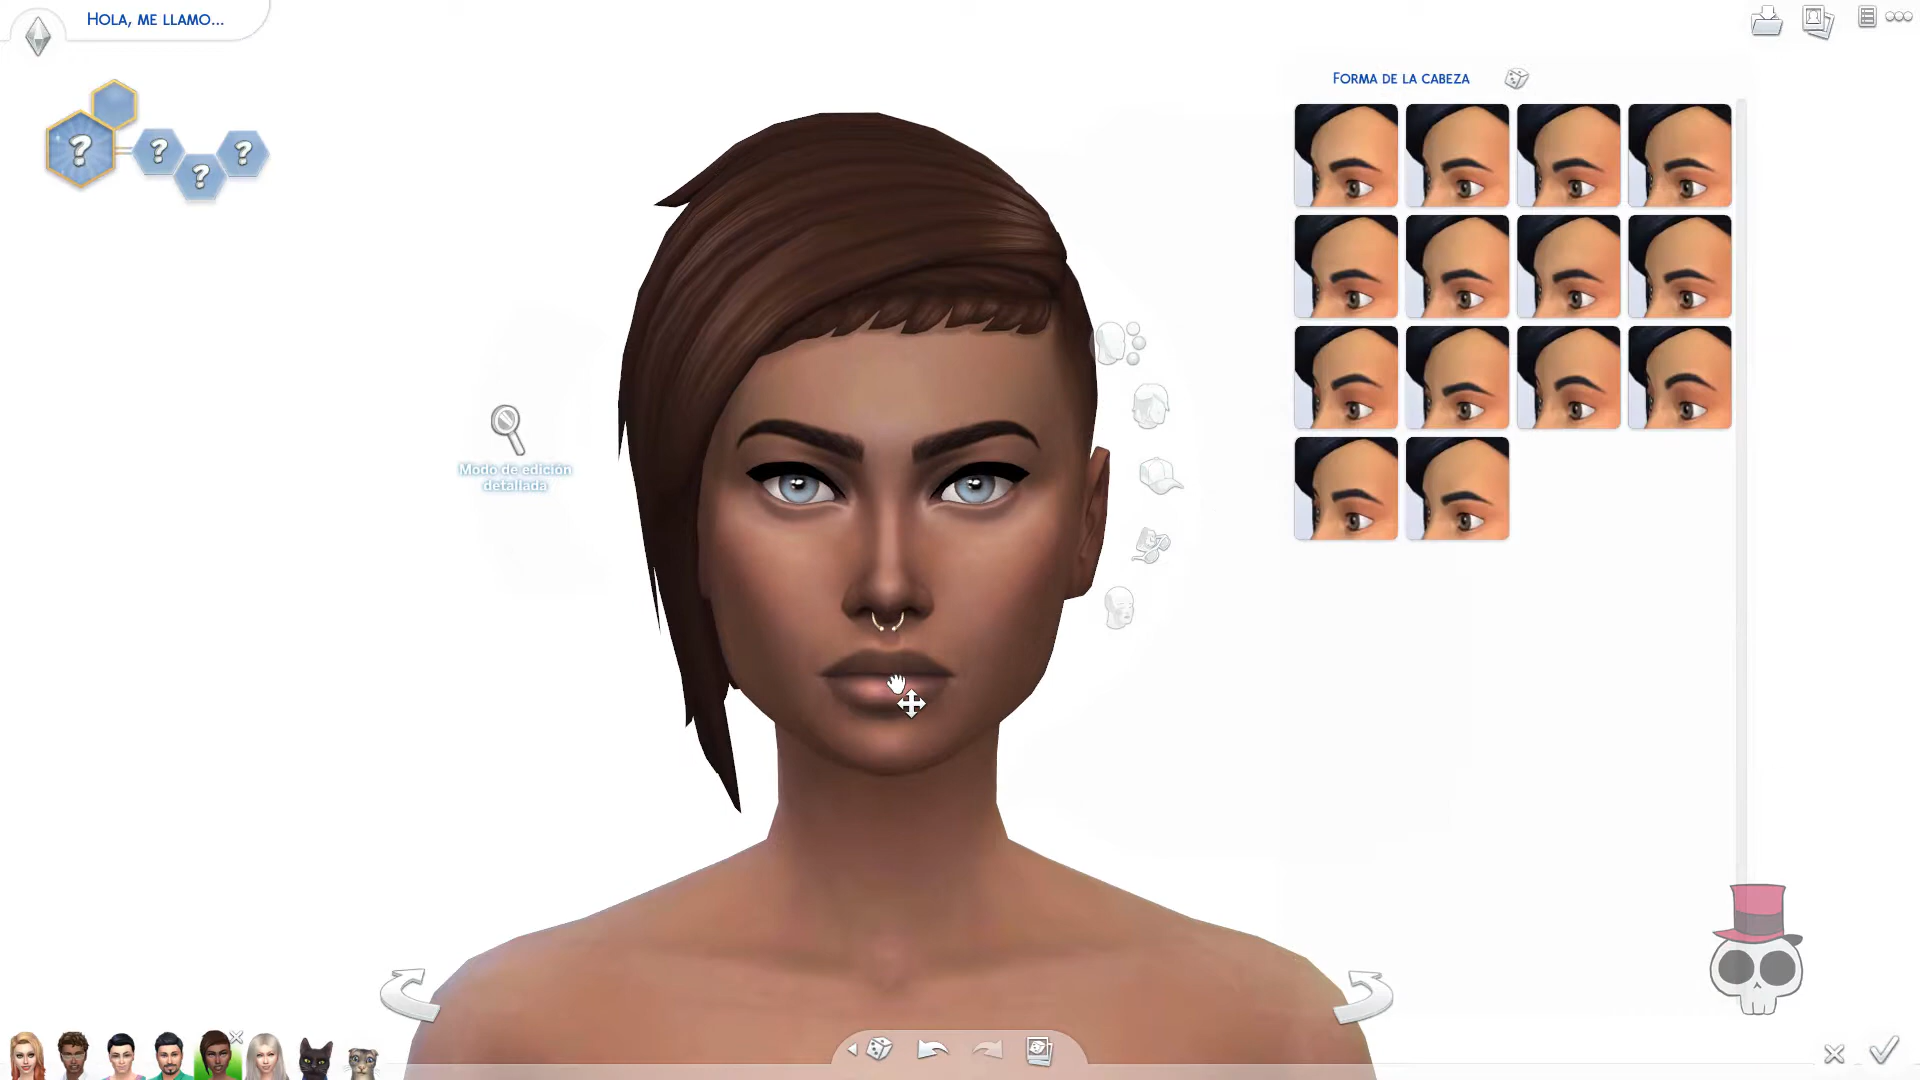 HOLA, ME LLAMO...
FORMA DE LA CABEZA
?
?
?
?
Modo de edición
detallada